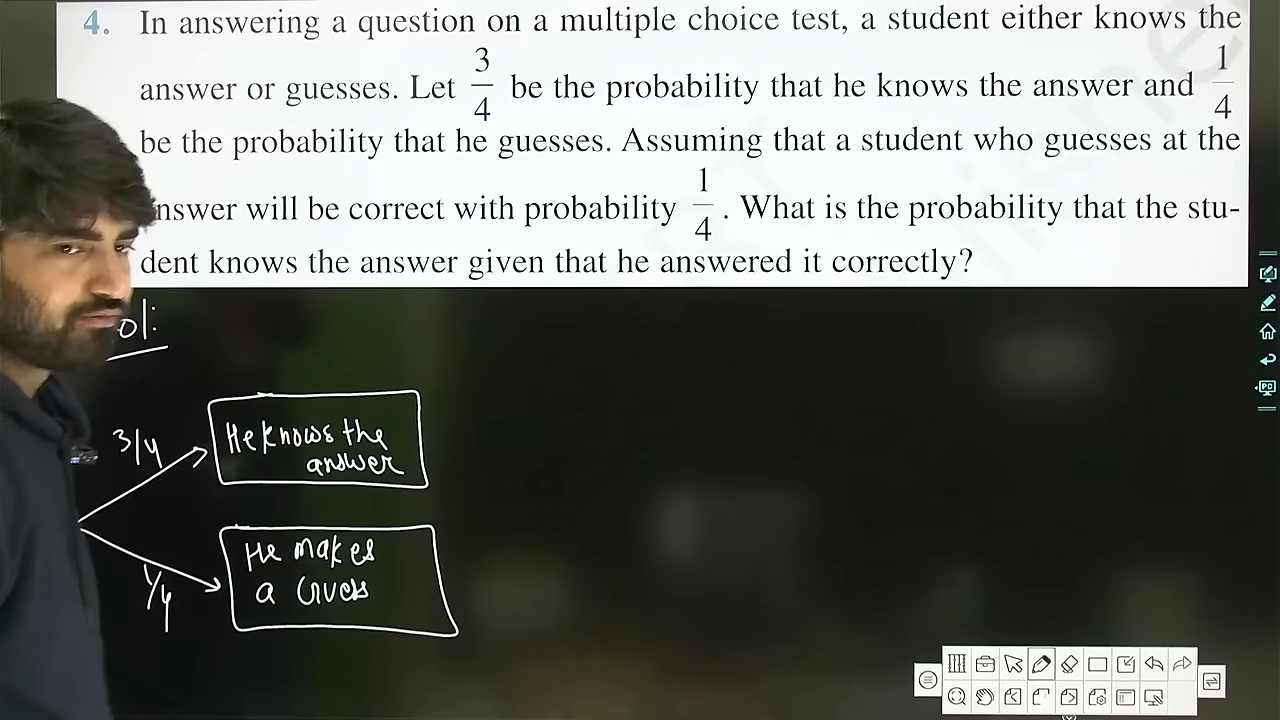 4. In answering a question on a multiple choice test, a student either knows the
answer or guesses. Let 3/4 be the probability that he knows the answer and 1/4
be the probability that he guesses. Assuming that a student who guesses at the
nswer will be correct with probability 1/4. What is the probability that the stu-
dent knows the answer given that he answered it correctly?
ol:
3/4
He knows the
answer
He makes
a Guess
1/4